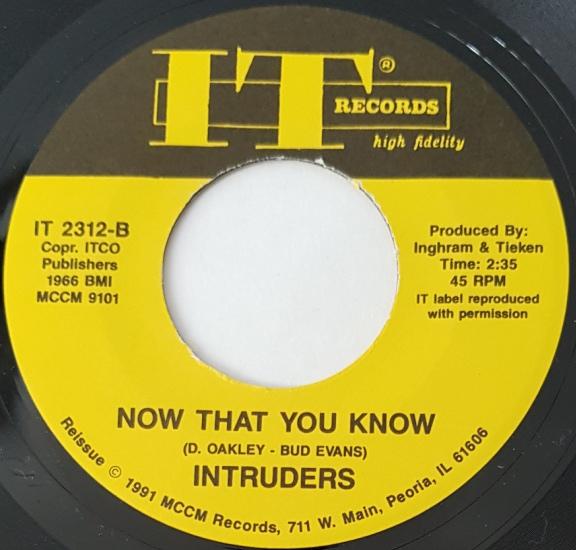 IT®
RECORDS
high fidelity
IT 2312-B
Copr. ITCO
Publishers
1966 BMI
MCCM 9101
Produced By:
Inghram & Tieken
Time: 2:35
45 RPM
IT label reproduced
with permission
NOW THAT YOU KNOW
(D. OAKLEY - BUD EVANS)
INTRUDERS
Reissue © 1991 MCCM Records, 711 W. Main, Peoria, IL 61606